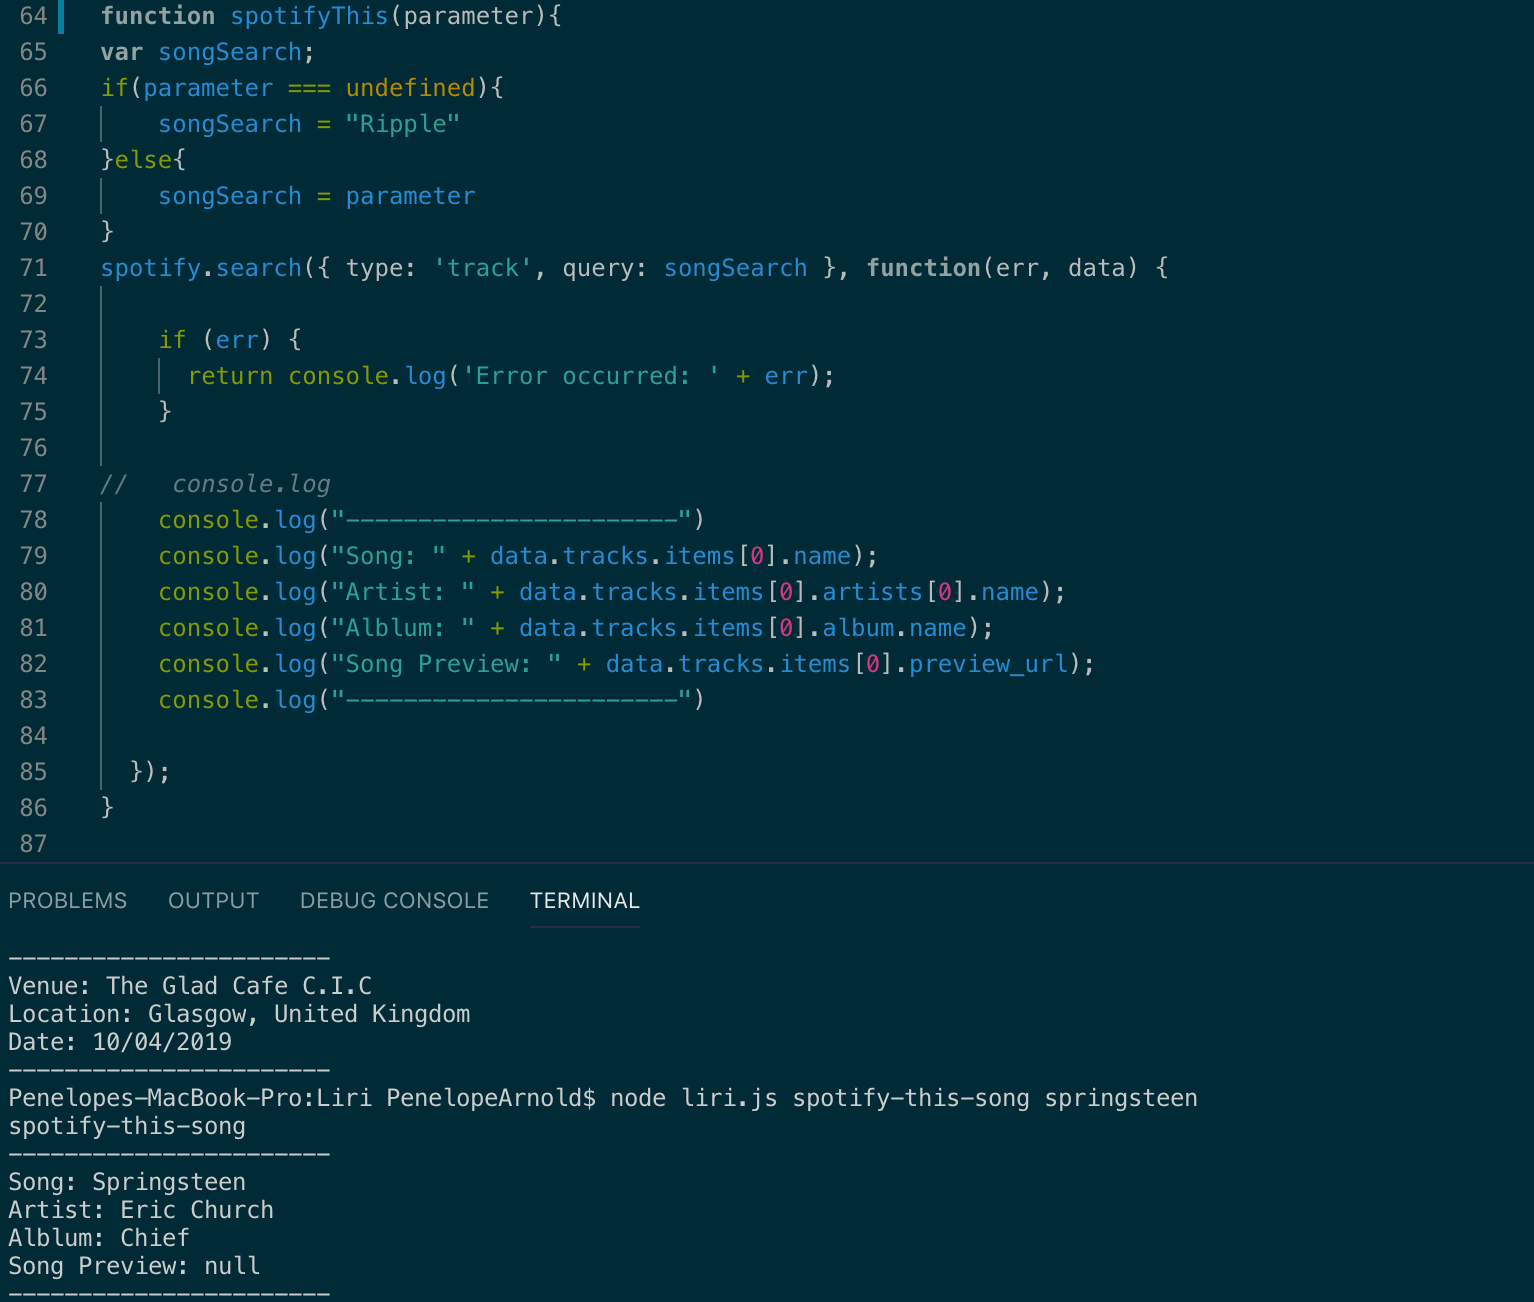 64 function spotifyThis(parameter){
65 var songSearch;
66 if(parameter === undefined){
67     songSearch = "Ripple"
68 }else{
69     songSearch = parameter
70 }
71 spotify.search({ type: 'track', query: songSearch }, function(err, data) {
72
73     if (err) {
74       return console.log('Error occurred: ' + err);
75     }
76
77 //   console.log
78     console.log("-----------------------")
79     console.log("Song: " + data.tracks.items[0].name);
80     console.log("Artist: " + data.tracks.items[0].artists[0].name);
81     console.log("Alblum: " + data.tracks.items[0].album.name);
82     console.log("Song Preview: " + data.tracks.items[0].preview_url);
83     console.log("-----------------------")
84
85   });
86 }
87
PROBLEMS OUTPUT DEBUG CONSOLE TERMINAL
-----------------------
Venue: The Glad Cafe C.I.C
Location: Glasgow, United Kingdom
Date: 10/04/2019
-----------------------
Penelopes-MacBook-Pro:Liri PenelopeArnold$ node liri.js spotify-this-song springsteen
spotify-this-song
-----------------------
Song: Springsteen
Artist: Eric Church
Alblum: Chief
Song Preview: null
-----------------------